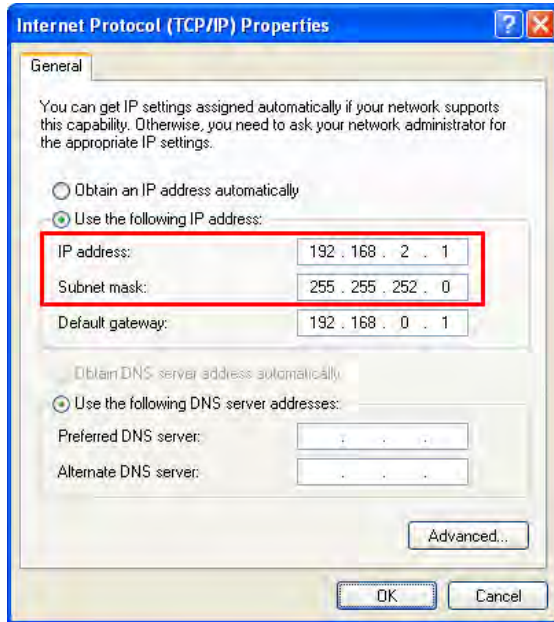 Internet Protocol (TCP/IP) Properties
General
You can get IP settings assigned automatically if your network supports
this capability. Otherwise, you need to ask your network administrator for
the appropriate IP settings.
Obtain an IP address automatically
Use the following IP address:
IP address: 192 . 168 . 2 . 1
Subnet mask: 255 . 255 . 252 . 0
Default gateway: 192 . 168 . 0 . 1
Obtain DNS server address automatically
Use the following DNS server addresses:
Preferred DNS server: . . .
Alternate DNS server: . . .
Advanced...
OK Cancel